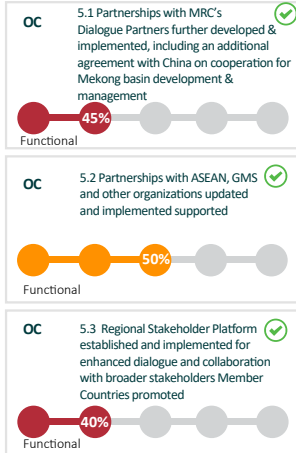 OC
5.1 Partnerships with MRC's
Dialogue Partners further developed &
implemented, including an additional
agreement with China on cooperation for
Mekong basin development &
management
45%
Functional
OC
5.2 Partnerships with ASEAN, GMS
and other organizations updated
and implemented supported
50%
Functional
OC
5.3 Regional Stakeholder Platform
established and implemented for
enhanced dialogue and collaboration
with broader stakeholders Member
Countries promoted
40%
Functional